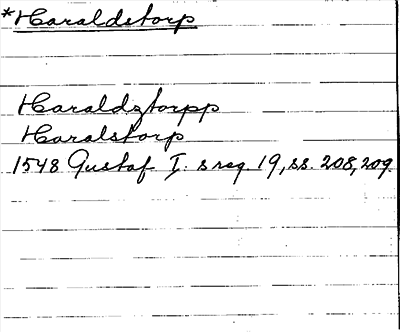 *Haraldstorp
Haraldztorpp
Haralstorp
1548 Gustaf I:s reg 19, ss. 208, 209.